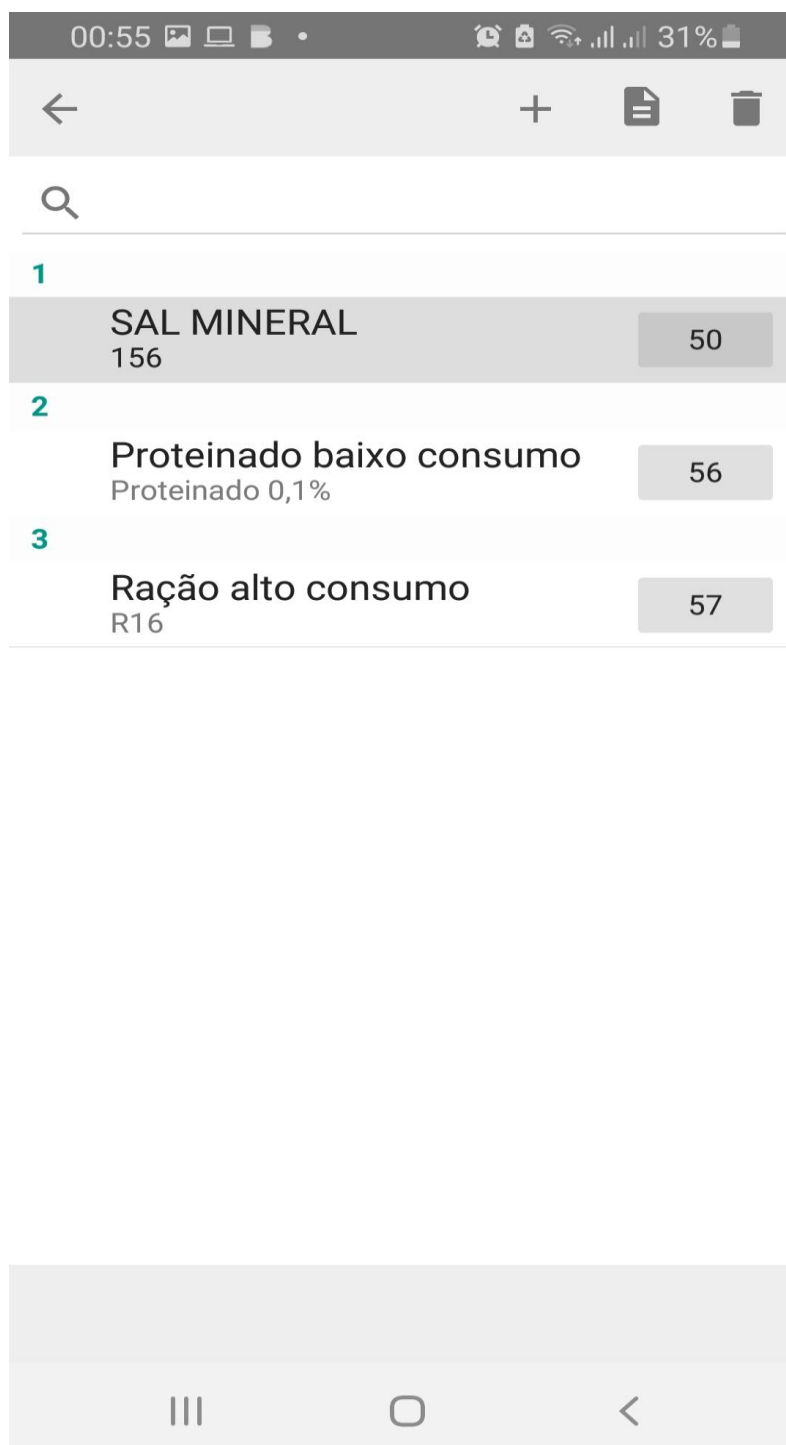 00:55 31%
1
SAL MINERAL 50
156
2
Proteinado baixo consumo 56
Proteinado 0,1%
3
Ração alto consumo 57
R16